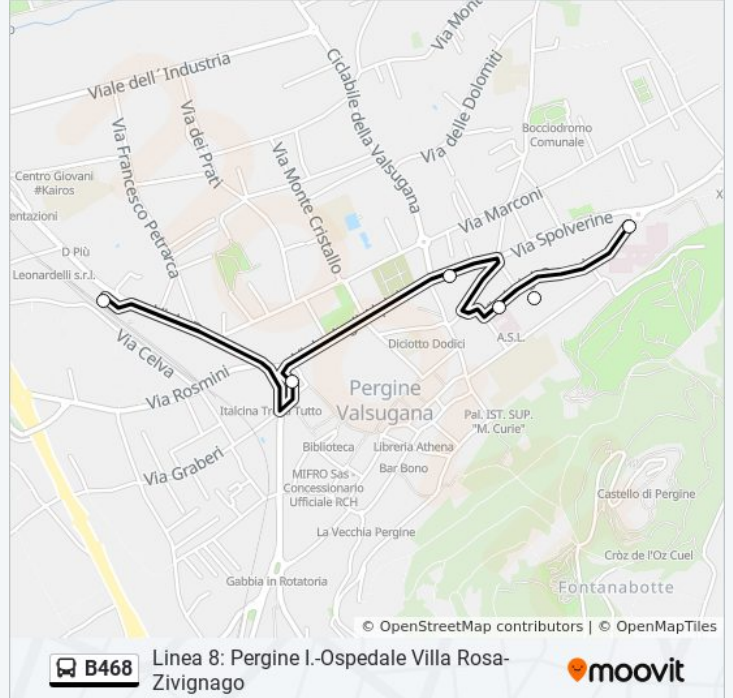 Via Mont
Viale dell´Industria
Ciclabile della Valsugana
Via delle Dolomiti
Via dei Prati
Via Francesco Petrarca
Bocciodromo
Comunale
Via Monte Cristallo
Centro Giovani
#Kairos
entazioni
Via Marconi
X
Via Spolverine
D Più
Leonardelli s.r.l.
Via Celva
Diciotto Dodici
A.S.L.
Via Rosmini
Pergine
Valsugana
Italcina Tr Tutto
Pal. IST. SUP.
"M. Curie"
Biblioteca
Libreria Athena
Via Graberi
Bar Bono
MIFRO Sas -
Concessionario
Ufficiale RCH
Castello di Pergine
La Vecchia Pergine
Cròz de l'Oz Cuel
Gabbia in Rotatoria
Fontanabotte
© OpenStreetMap contributors | © OpenMapTiles
B468
Linea 8: Pergine I.-Ospedale Villa Rosa-
Zivignago
moovit